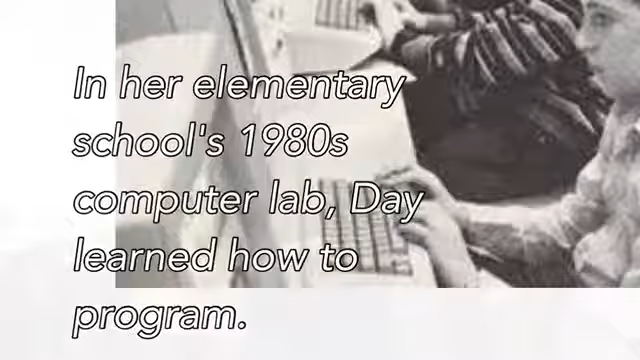 In her elementary
school's 1980s
computer lab, Day
learned how to
program.